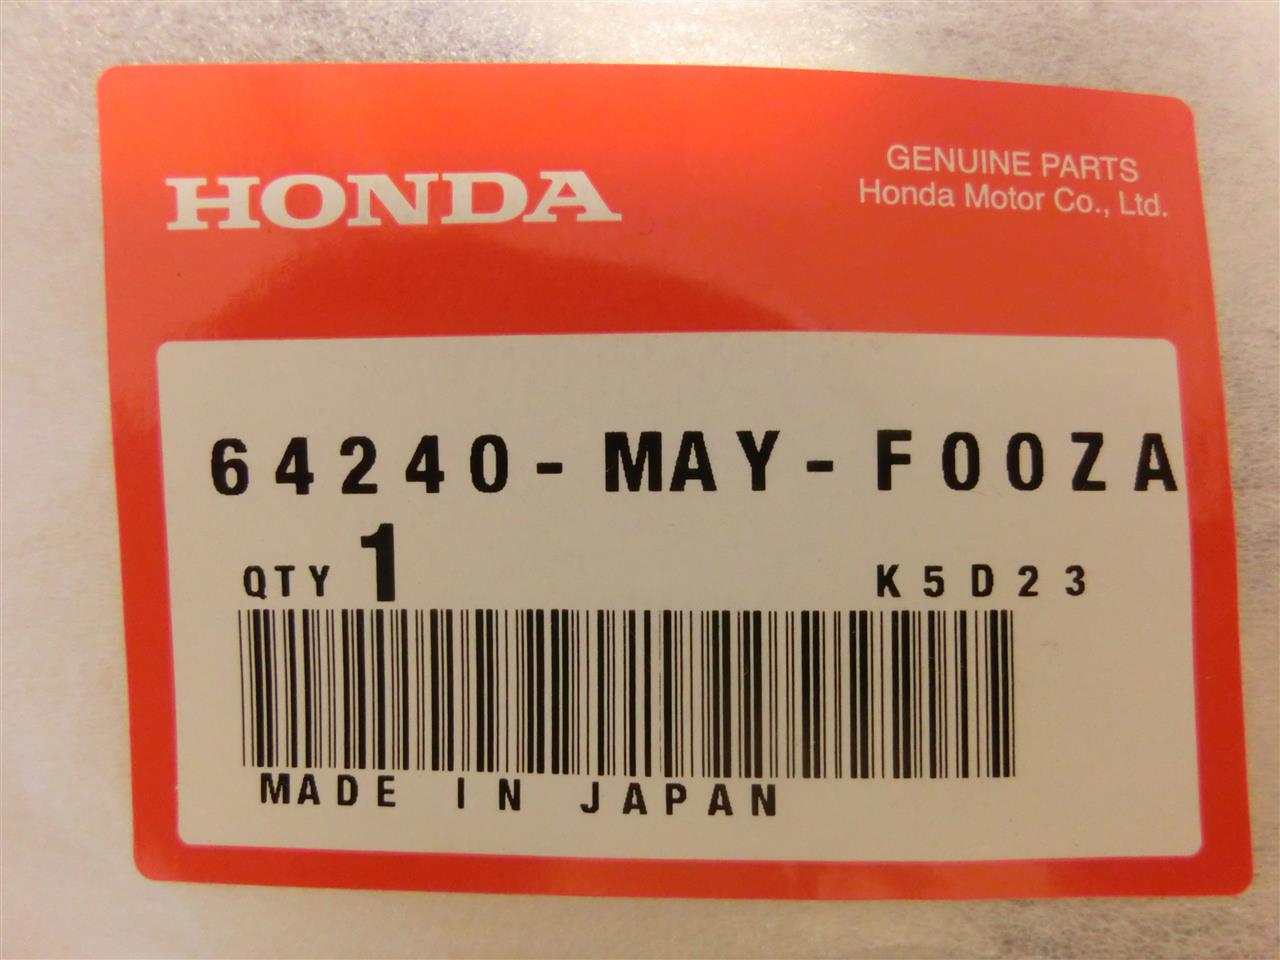 HONDA
GENUINE PARTS
Honda Motor Co., Ltd.
64240-MAY-F00ZA
QTY 1 K5D23
MADE IN JAPAN